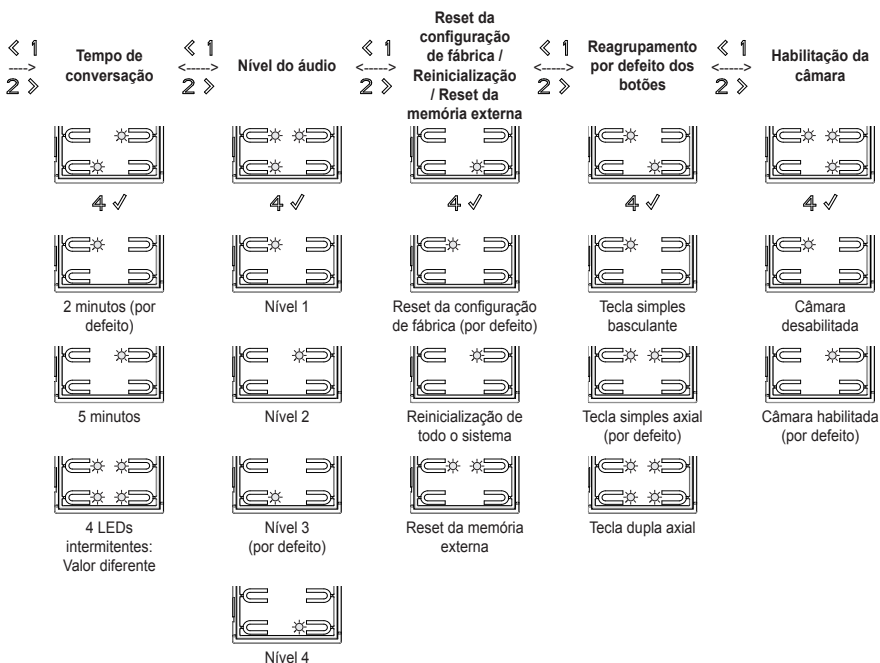 « 1
---->
2 »
Tempo de
conversação
« 1
<----->
2 »
Nível do áudio
« 1
<----->
2 »
Reset da
configuração
de fábrica /
Reinicialização
/ Reset da
memória externa
« 1
<----->
2 »
Reagrupamento
por defeito dos
botões
« 1
<----->
2 »
Habilitação da
câmara
4 ✓
4 ✓
4 ✓
4 ✓
4 ✓
2 minutos (por
defeito)
Nível 1
Reset da configuração
de fábrica (por defeito)
Tecla simples
basculante
Câmara
desabilitada
5 minutos
Nível 2
Reinicialização de
todo o sistema
Tecla simples axial
(por defeito)
Câmara habilitada
(por defeito)
4 LEDs
intermitentes:
Valor diferente
Nível 3
(por defeito)
Reset da memória
externa
Tecla dupla axial
Nível 4